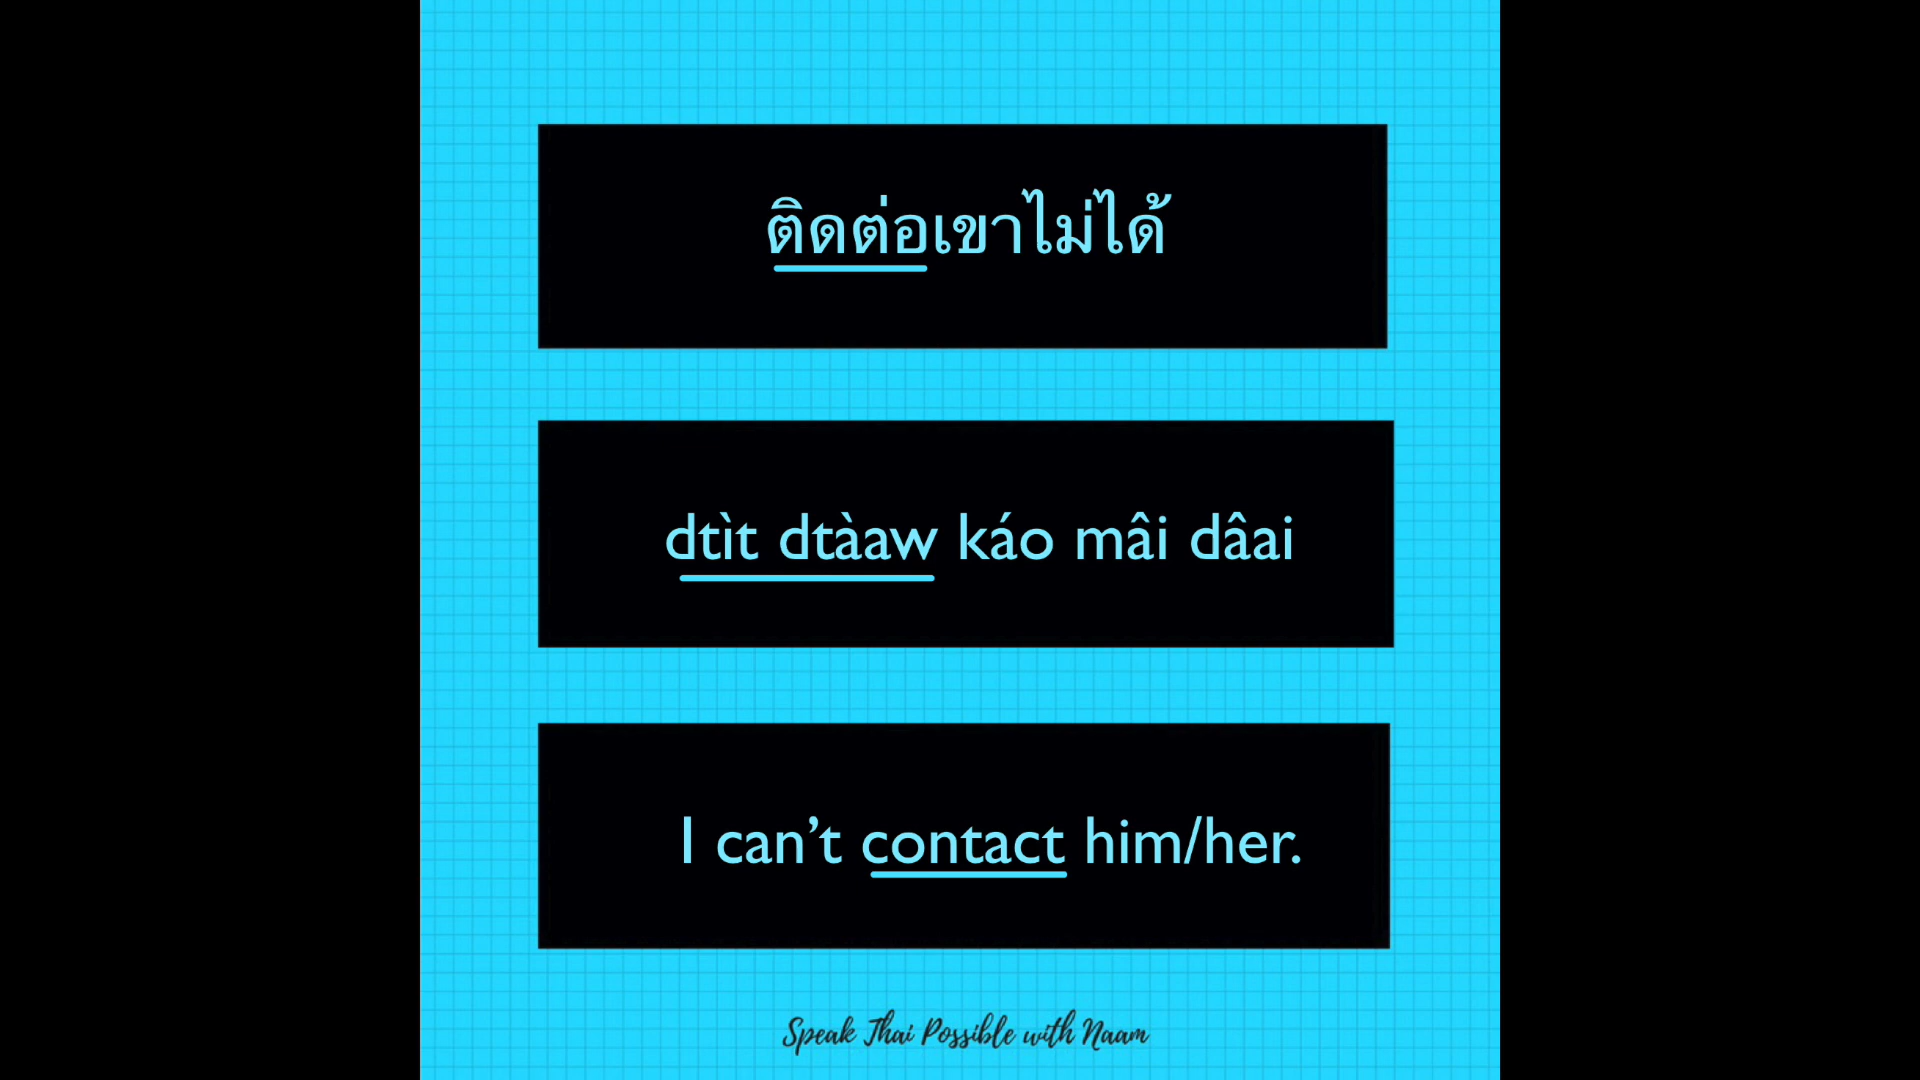 ติดต่อเขาไม่ได้
dtìt dtàaw káo mâi dâai
I can’t contact him/her.
Speak Thai Possible with Naam